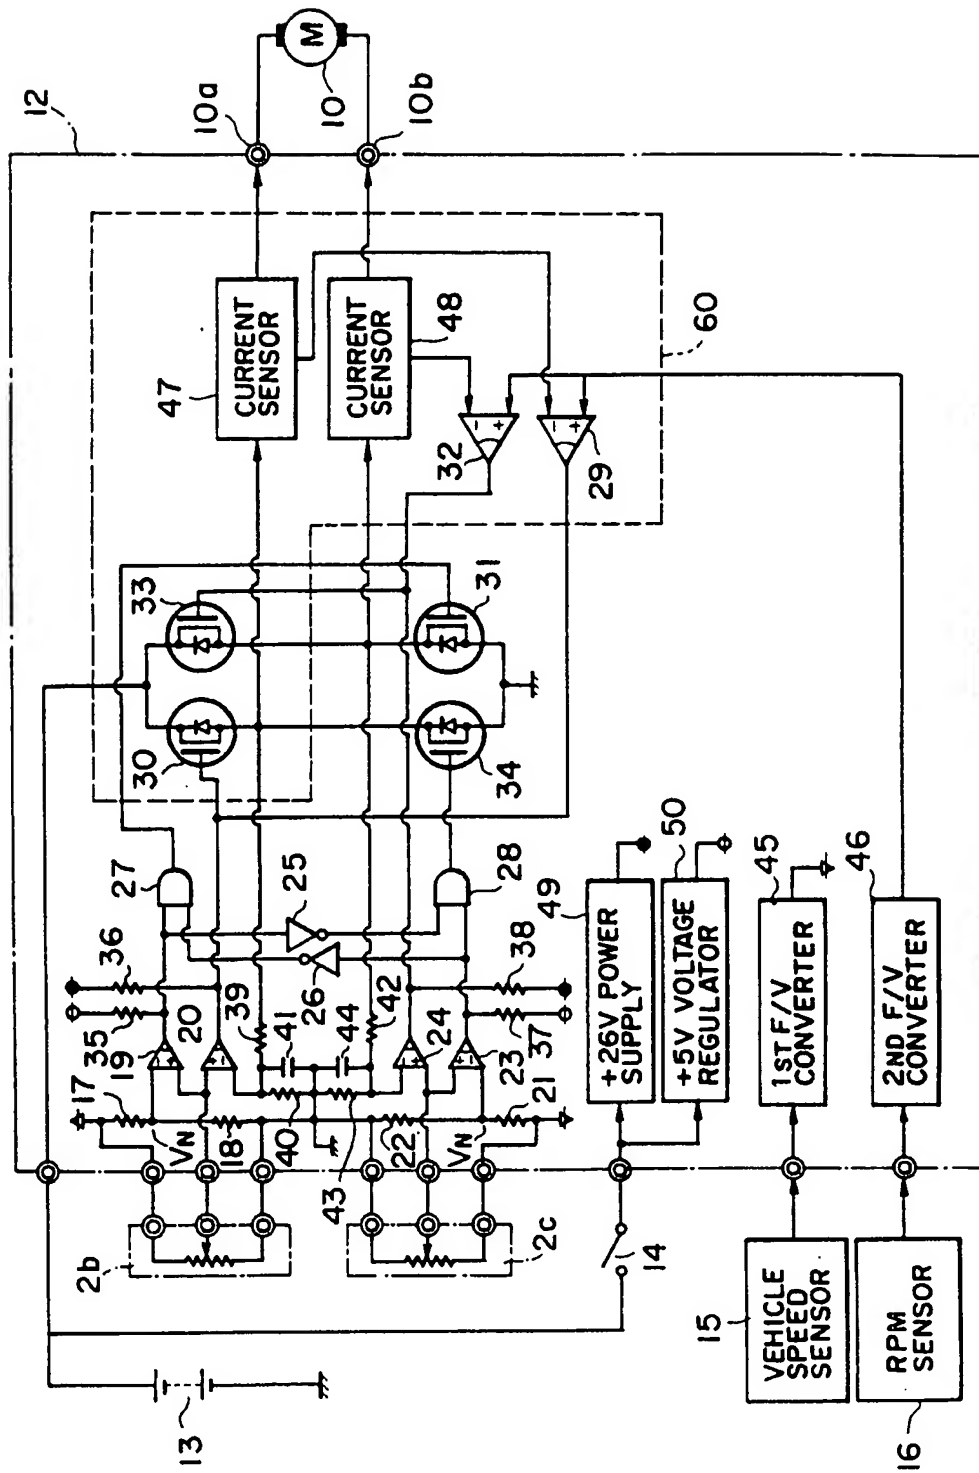 12
10a
10
M
10b
47
CURRENT
SENSOR
CURRENT
SENSOR
48
60
32
-
+
29
-
+
33
31
30
34
27
25
26
28
36
35
20
19
39
41
44
42
24
38
37
23
17
VN
18
40
43
22
VN
21
2b
2c
13
14
49
+26V POWER
SUPPLY
50
+5V VOLTAGE
REGULATOR
45
1ST F/V
CONVERTER
46
2ND F/V
CONVERTER
15
VEHICLE
SPEED
SENSOR
16
RPM
SENSOR